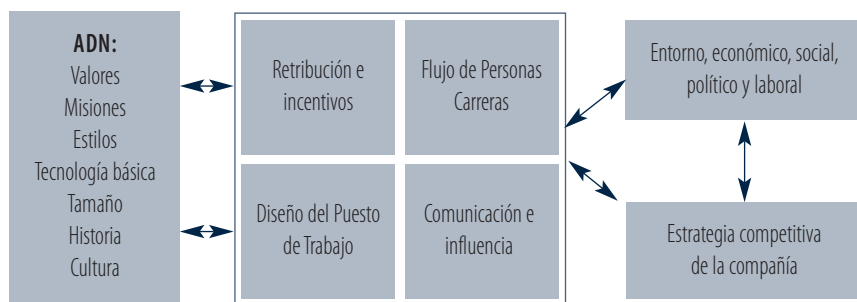 ADN:
Valores
Misiones
Estilos
Tecnología básica
Tamaño
Historia
Cultura
Retribución e
incentivos
Flujo de Personas
Carreras
Diseño del Puesto
de Trabajo
Comunicación e
influencia
Entorno, económico, social,
político y laboral
Estrategia competitiva
de la compañía